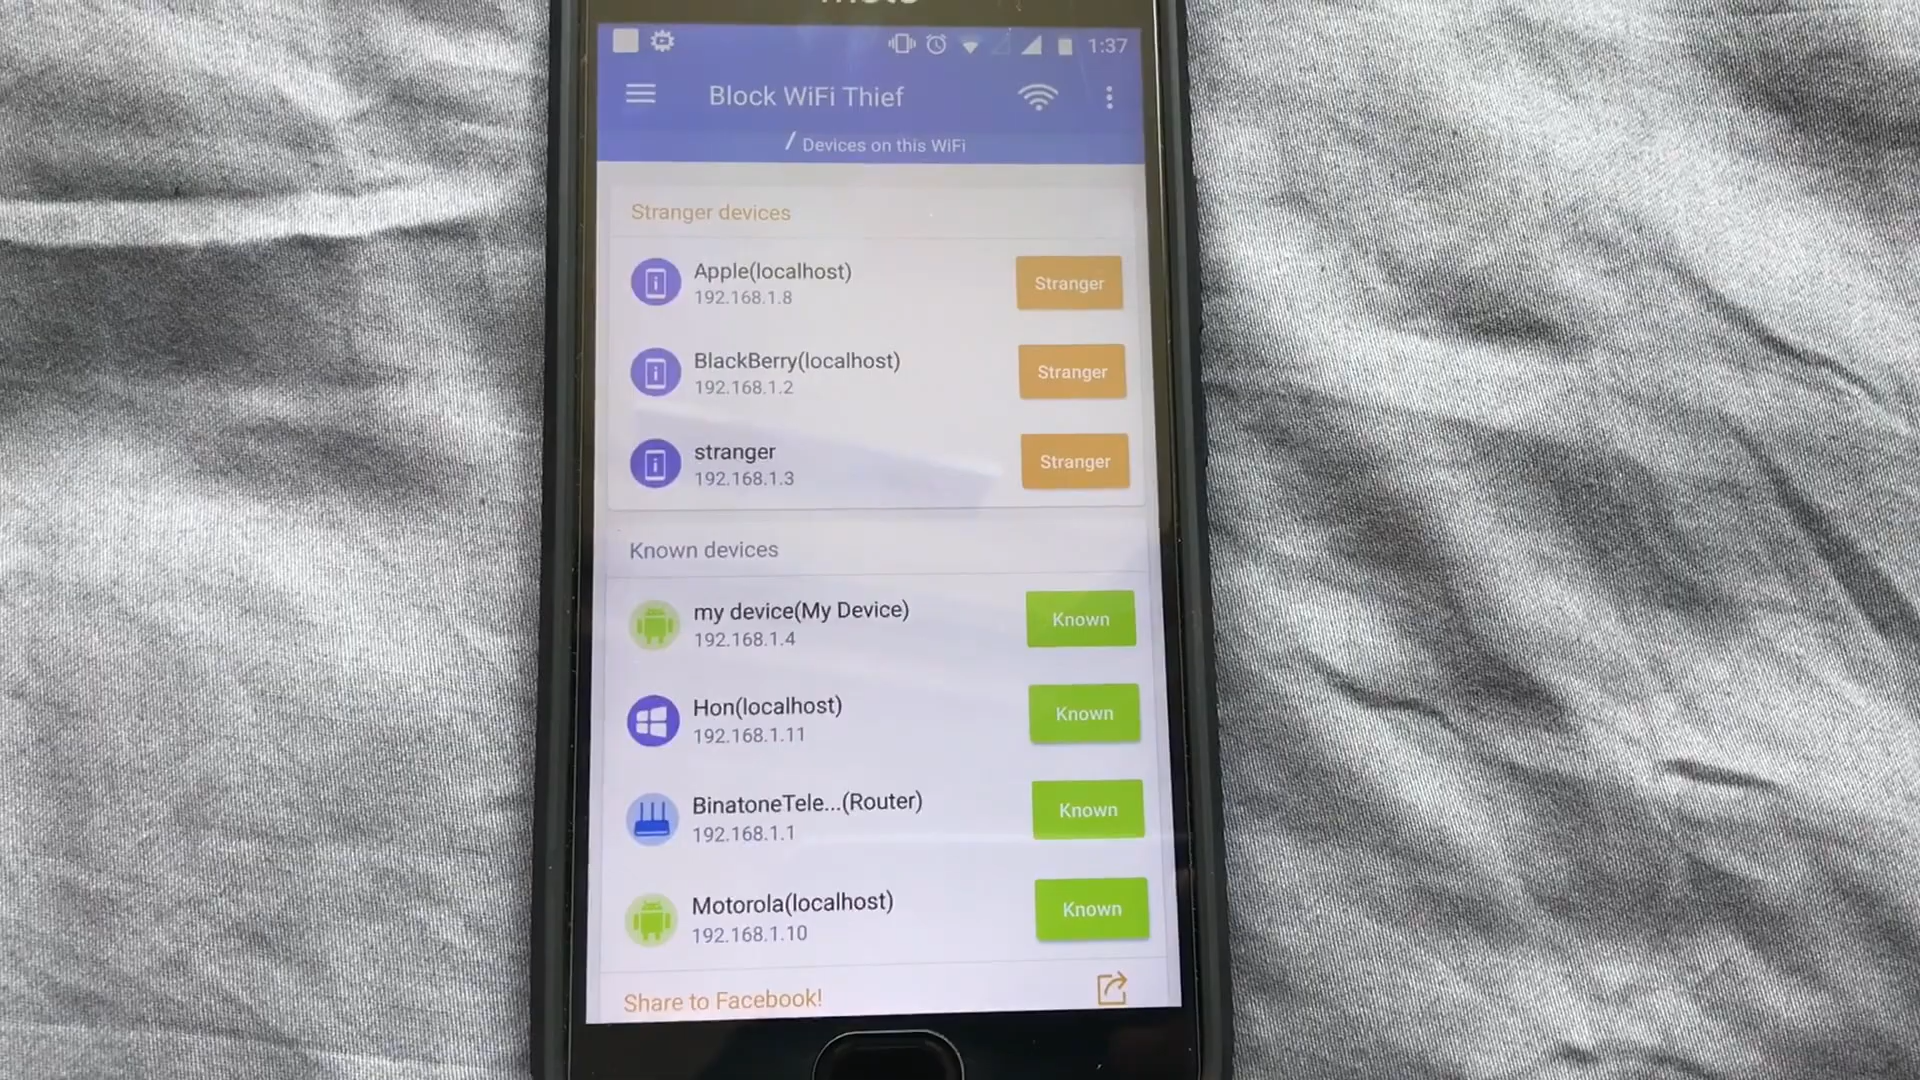 1:37
Block WiFi Thief
/ Devices on this WiFi
Stranger devices
Apple(localhost)
192.168.1.8
Stranger
BlackBerry(localhost)
192.168.1.2
Stranger
stranger
192.168.1.3
Stranger
Known devices
my device(My Device)
192.168.1.4
Known
Hon(localhost)
192.168.1.11
Known
BinatoneTele...(Router)
192.168.1.1
Known
Motorola(localhost)
192.168.1.10
Known
Share to Facebook!